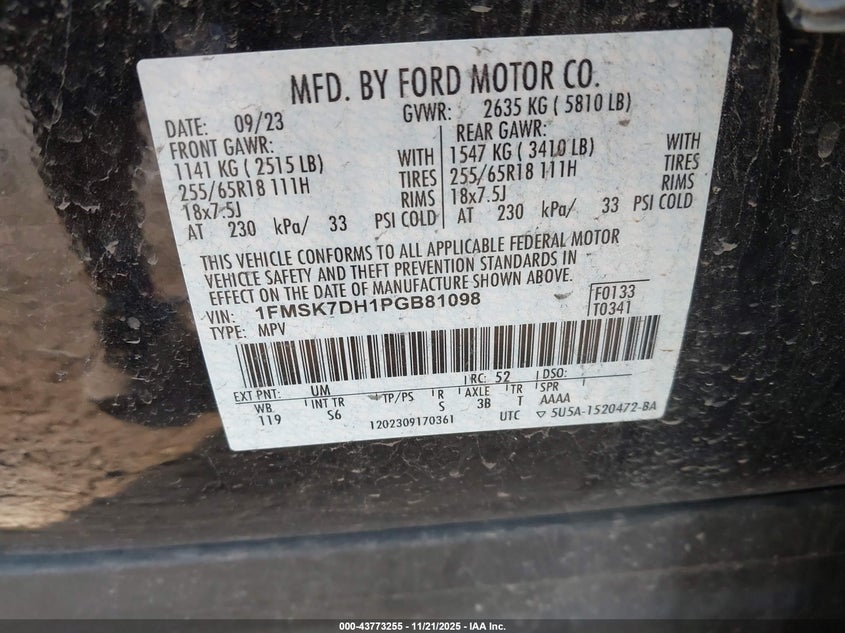 MFD. BY FORD MOTOR CO.
DATE: 09/23 GVWR: 2635 KG ( 5810 LB)
FRONT GAWR: REAR GAWR:
1141 KG ( 2515 LB) WITH 1547 KG ( 3410 LB) WITH
255/65R18 111H TIRES 255/65R18 111H TIRES
18x7.5J RIMS 18x7.5J RIMS
AT 230 kPa/ 33 PSI COLD AT 230 kPa/ 33 PSI COLD
THIS VEHICLE CONFORMS TO ALL APPLICABLE FEDERAL MOTOR
VEHICLE SAFETY AND THEFT PREVENTION STANDARDS IN
EFFECT ON THE DATE OF MANUFACTURE SHOWN ABOVE.
VIN: 1FMSK7DH1PGB81098 F0133
TYPE: MPV T0341
EXT PNT: UM RC: 52 DSO:
WB INT TR TP/PS R AXLE TR SPR
119 S6 S 3B T AAAA
1202309170361 UTC ▽ 5U5A-1520472-BA
000-43773255 - 11/21/2025 - IAA Inc.